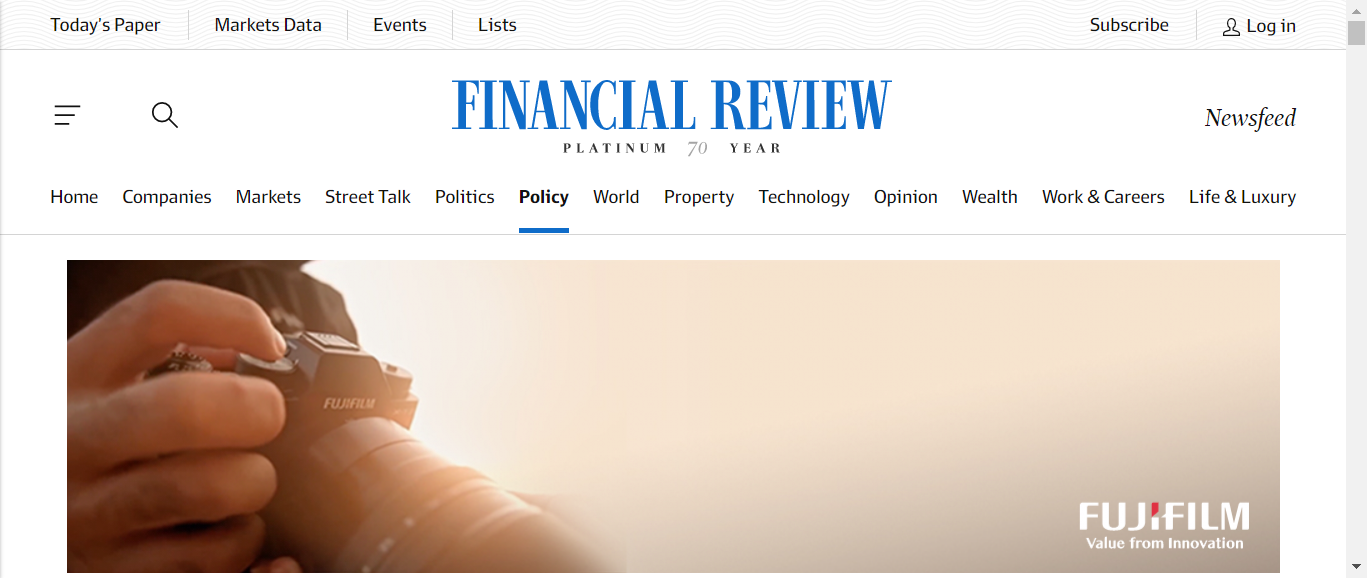 Today's Paper Markets Data Events Lists Subscribe Log in
FINANCIAL REVIEW
PLATINUM 70 YEAR
Newsfeed
Home Companies Markets Street Talk Politics Policy World Property Technology Opinion Wealth Work & Careers Life & Luxury
FUJIFILM
FUJIFILM
Value from Innovation